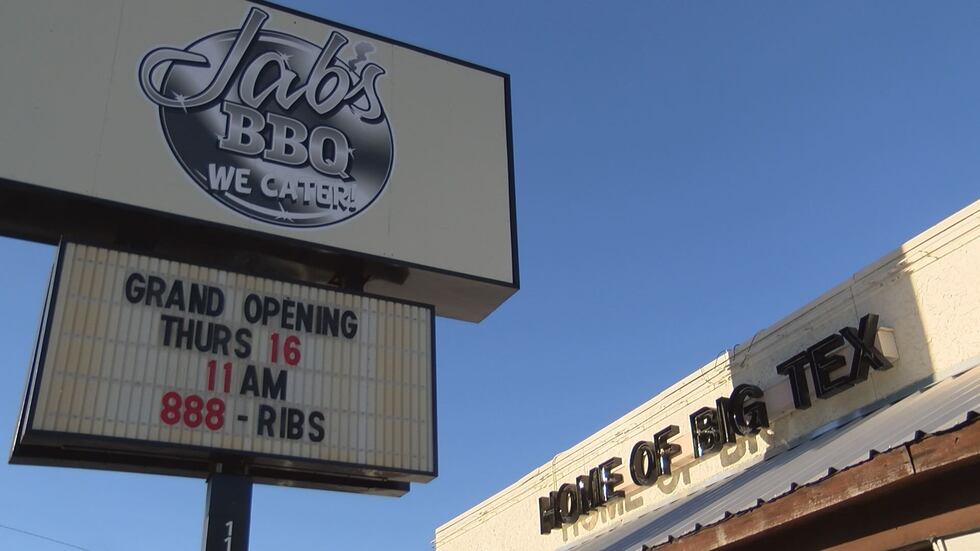 Jab's
BBQ
WE CATER!
GRAND OPENING
THURS 16
11 AM
888 - RIBS
HOME OF BIG TEX